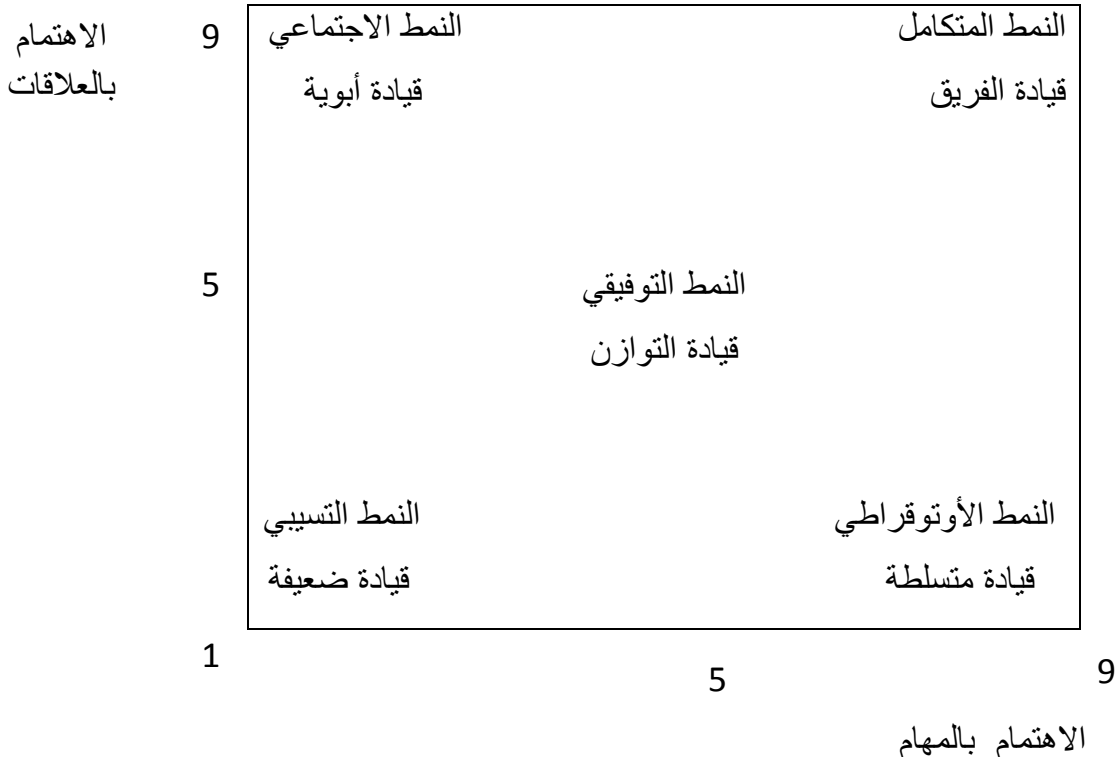 الاهتمام
بالعلاقات
9
النمط المتكامل
قيادة الفريق
النمط الاجتماعي
قيادة أبوية
5
النمط التوفيقي
قيادة التوازن
النمط الأوتوقراطي
قيادة متسلطة
النمط التسيبي
قيادة ضعيفة
1
5
9
الاهتمام بالمهام